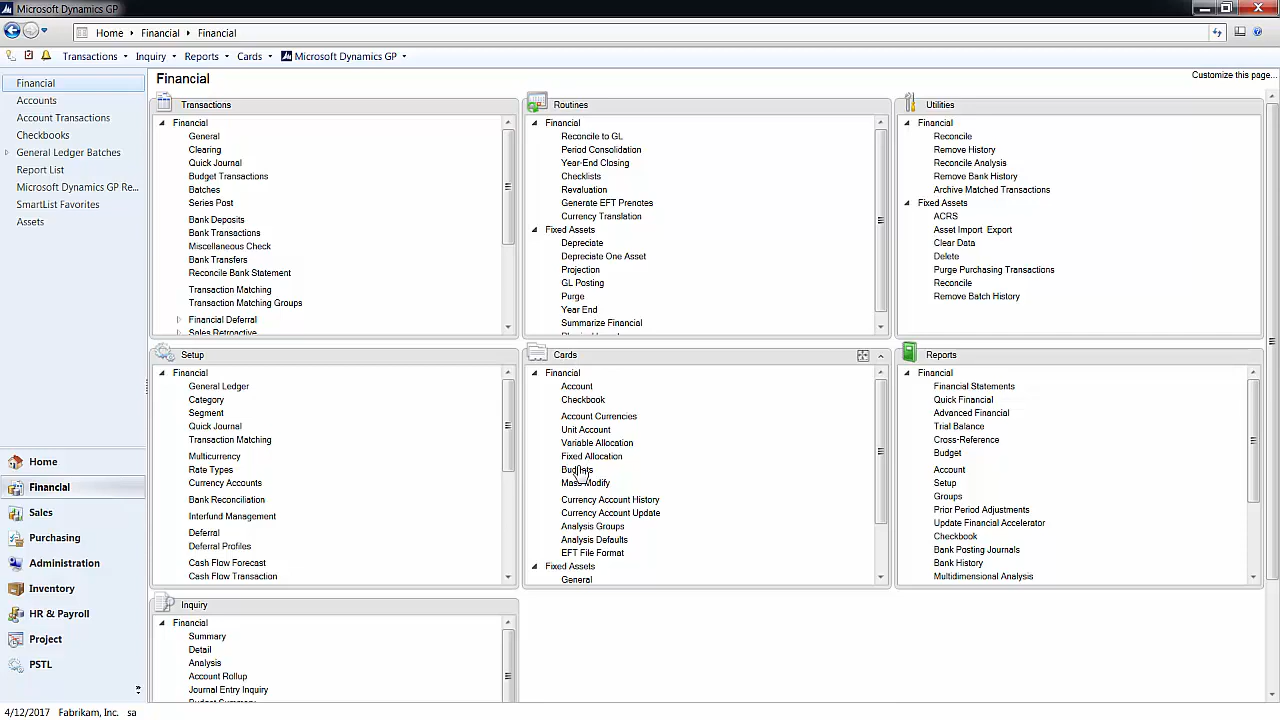 Microsoft Dynamics GP
Home Financial Financial
Transactions Inquiry Reports Cards Microsoft Dynamics GP
Financial
Accounts
Account Transactions
Checkbooks
General Ledger Batches
Report List
Microsoft Dynamics GP Re...
SmartList Favorites
Assets
Home
Financial
Sales
Purchasing
Administration
Inventory
HR & Payroll
Project
PSTL
Financial
Customize this page...
Transactions
Financial
General
Clearing
Quick Journal
Budget Transactions
Batches
Series Post
Bank Deposits
Bank Transactions
Miscellaneous Check
Bank Transfers
Reconcile Bank Statement
Transaction Matching
Transaction Matching Groups
Financial Deferral
Sales Retroactive
Routines
Financial
Reconcile to GL
Period Consolidation
Year-End Closing
Checklists
Revaluation
Generate EFT Prenotes
Currency Translation
Fixed Assets
Depreciate
Depreciate One Asset
Projection
GL Posting
Purge
Year End
Summarize Financial
Utilities
Financial
Reconcile
Remove History
Reconcile Analysis
Remove Bank History
Archive Matched Transactions
Fixed Assets
ACRS
Asset Import Export
Clear Data
Delete
Purge Purchasing Transactions
Reconcile
Remove Batch History
Setup
Financial
General Ledger
Category
Segment
Quick Journal
Transaction Matching
Multicurrency
Rate Types
Currency Accounts
Bank Reconciliation
Interfund Management
Deferral
Deferral Profiles
Cash Flow Forecast
Cash Flow Transaction
Cards
Financial
Account
Checkbook
Account Currencies
Unit Account
Variable Allocation
Fixed Allocation
Budgets
Mass Modify
Currency Account History
Currency Account Update
Analysis Groups
Analysis Defaults
EFT File Format
Fixed Assets
General
Reports
Financial
Financial Statements
Quick Financial
Advanced Financial
Trial Balance
Cross-Reference
Budget
Account
Setup
Groups
Prior Period Adjustments
Update Financial Accelerator
Checkbook
Bank Posting Journals
Bank History
Multidimensional Analysis
Inquiry
Financial
Summary
Detail
Analysis
Account Rollup
Journal Entry Inquiry
Budget Summary
4/12/2017 Fabrikam, Inc. sa